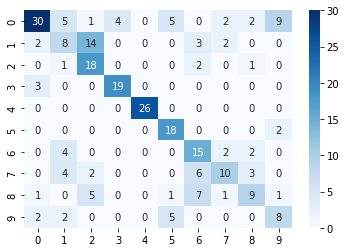 0 30 5 1 4 0 5 0 2 2 9 30
1 2 8 14 0 0 0 3 2 0 0 25
2 0 1 18 0 0 0 2 0 1 0
3 3 0 0 19 0 0 0 0 0 0 20
4 0 0 0 0 26 0 0 0 0 0
5 0 0 0 0 0 18 0 0 0 2 15
6 0 4 0 0 0 0 15 2 2 0 10
7 0 4 2 0 0 0 6 10 3 0
8 1 0 5 0 0 1 7 1 9 1 5
9 2 2 0 0 0 5 0 0 0 8 0
0 1 2 3 4 5 6 7 8 9